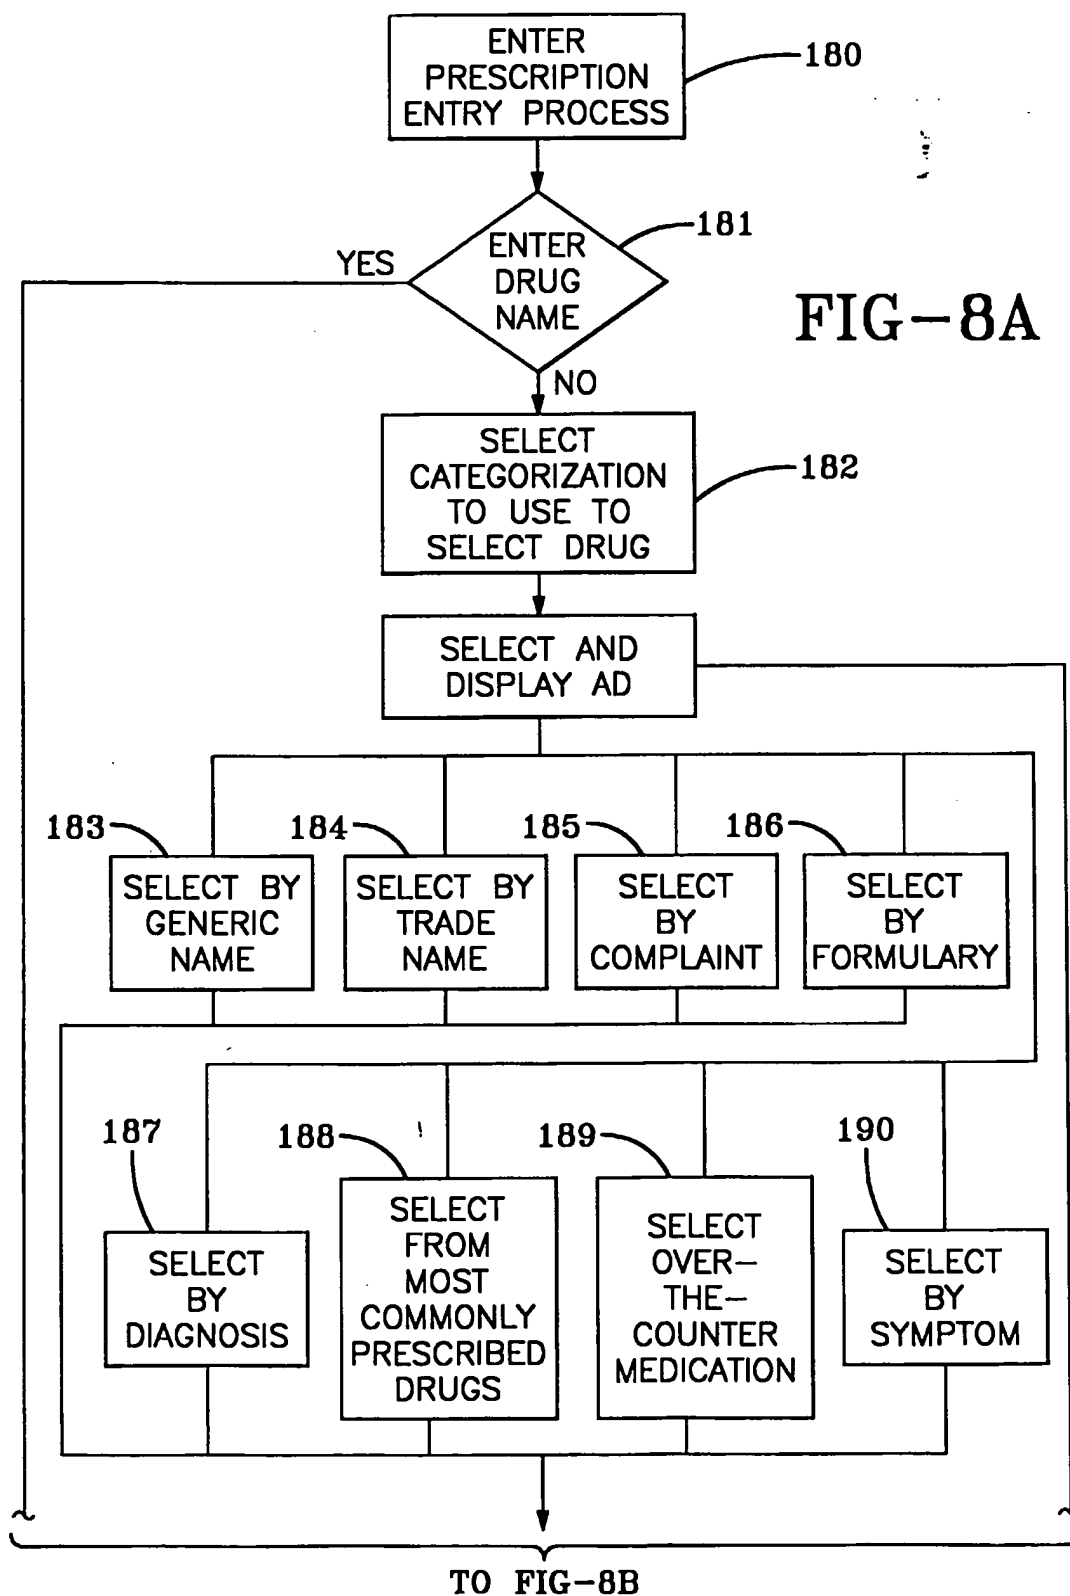 ENTER
PRESCRIPTION
ENTRY PROCESS
180
ENTER
DRUG
NAME
181
YES
FIG-8A
NO
SELECT
CATEGORIZATION
TO USE TO
SELECT DRUG
182
SELECT AND
DISPLAY AD
183
SELECT BY
GENERIC
NAME
184
SELECT BY
TRADE
NAME
185
SELECT
BY
COMPLAINT
186
SELECT
BY
FORMULARY
187
SELECT
BY
DIAGNOSIS
188
SELECT
FROM
MOST
COMMONLY
PRESCRIBED
DRUGS
189
SELECT
OVER-
THE-
COUNTER
MEDICATION
190
SELECT
BY
SYMPTOM
TO FIG-8B